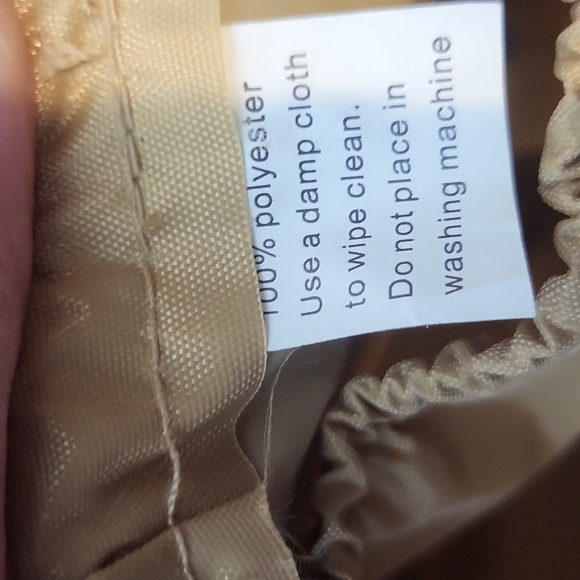 100% polyester
Use a damp cloth
to wipe clean.
Do not place in
washing machine